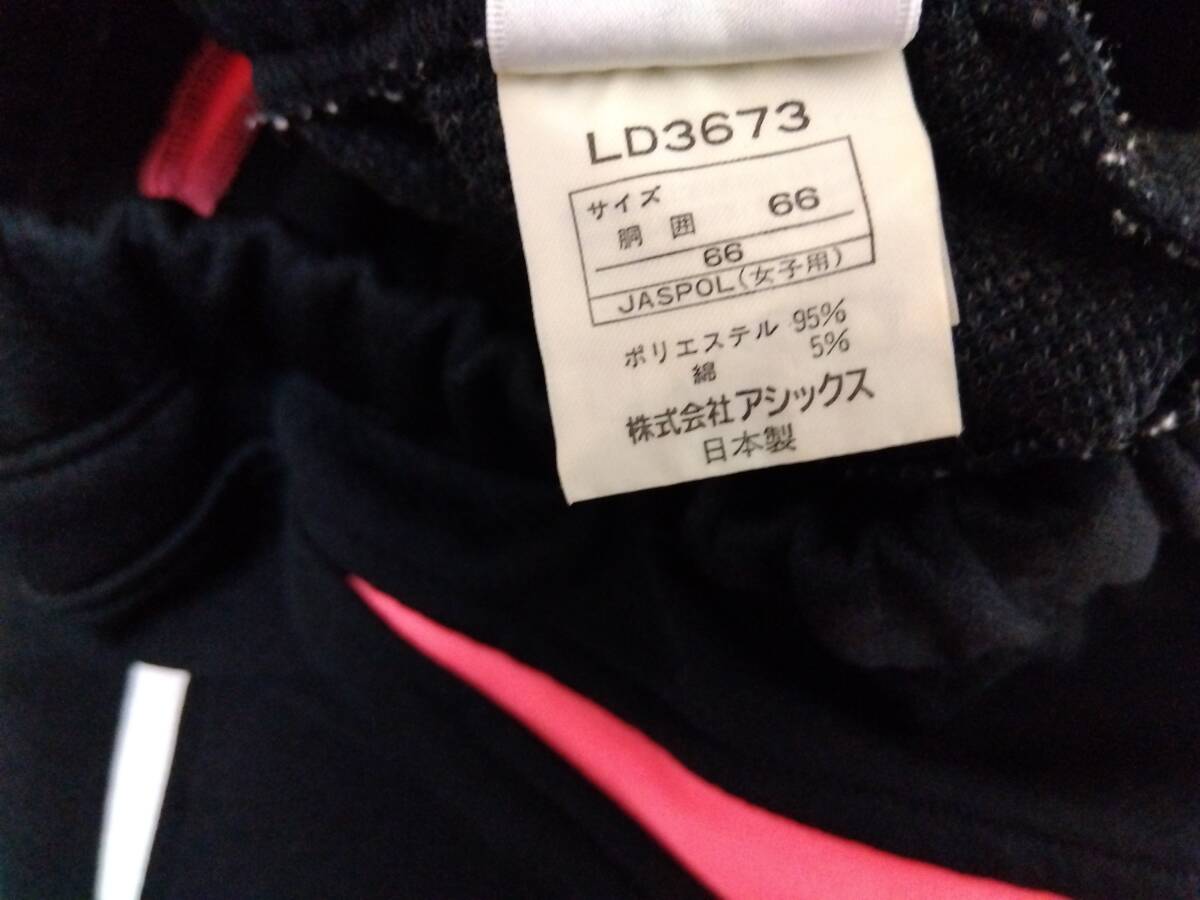 LD3673
サイズ
胴囲 66
66
JASPOL(女子用)
ポリエステル 95%
綿 5%
株式会社アシックス
日本製